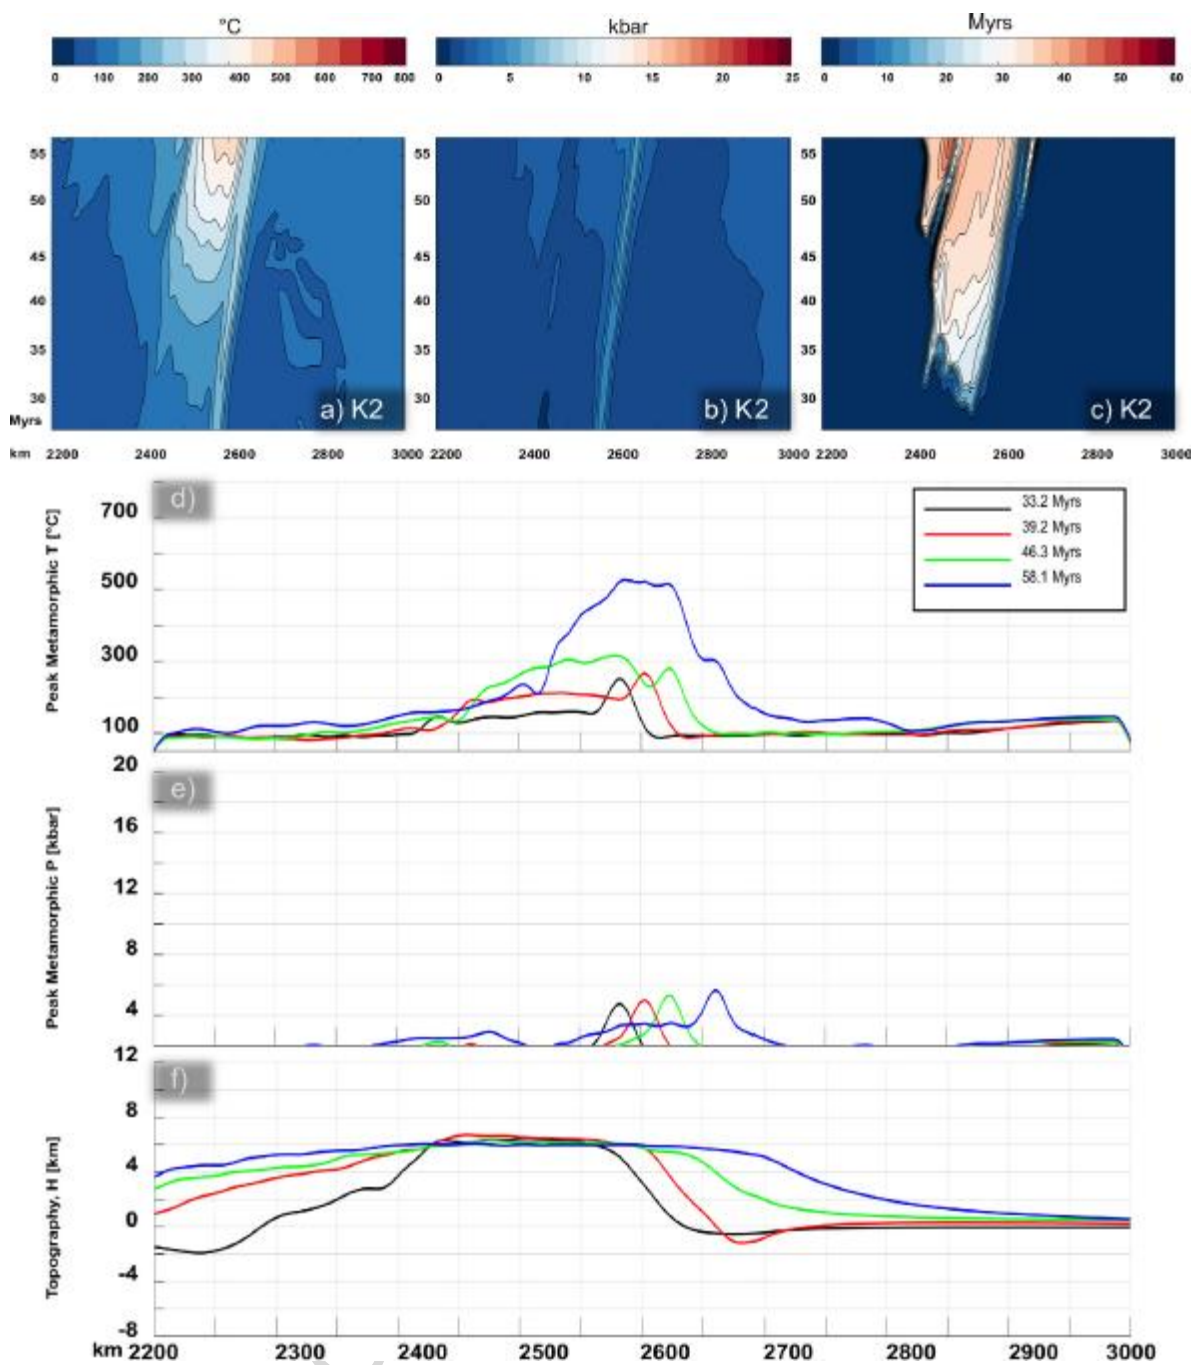 °C kbar Myrs
0 100 200 300 400 500 600 700 800 0 5 10 15 20 25 0 10 20 30 40 50 60
55 55 55
50 50 50
45 45 45
40 40 40
35 35 35
30 30 30
a) K2 b) K2 c) K2
Myrs
km 2200 2400 2600 2800 3000 2200 2400 2600 2800 3000 2200 2400 2600 2800 3000
d)
Peak Metamorphic T [°C]
700
500
300
100
33.2 Myrs
39.2 Myrs
46.3 Myrs
58.1 Myrs
e)
Peak Metamorphic P [kbar]
20
16
12
8
4
f)
Topography, H [km]
12
8
4
0
-4
-8
km 2200 2300 2400 2500 2600 2700 2800 2900 3000